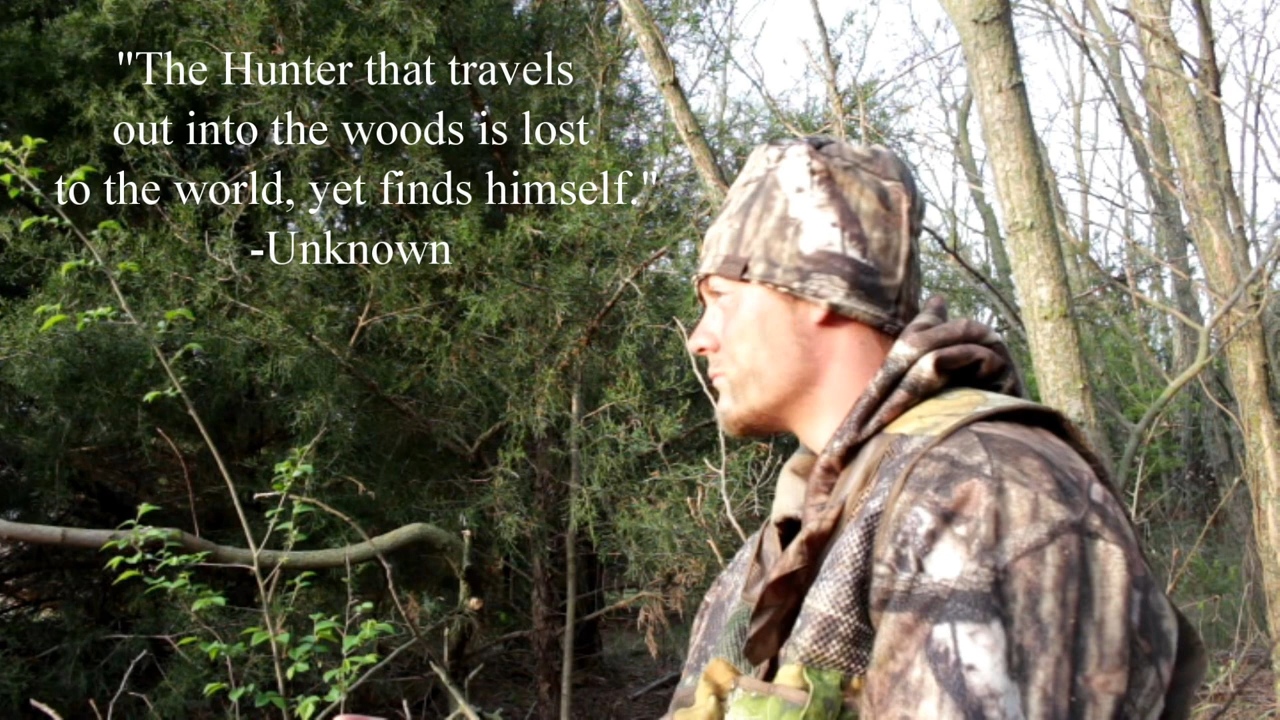 "The Hunter that travels
out into the woods is lost
to the world, yet finds himself."
-Unknown